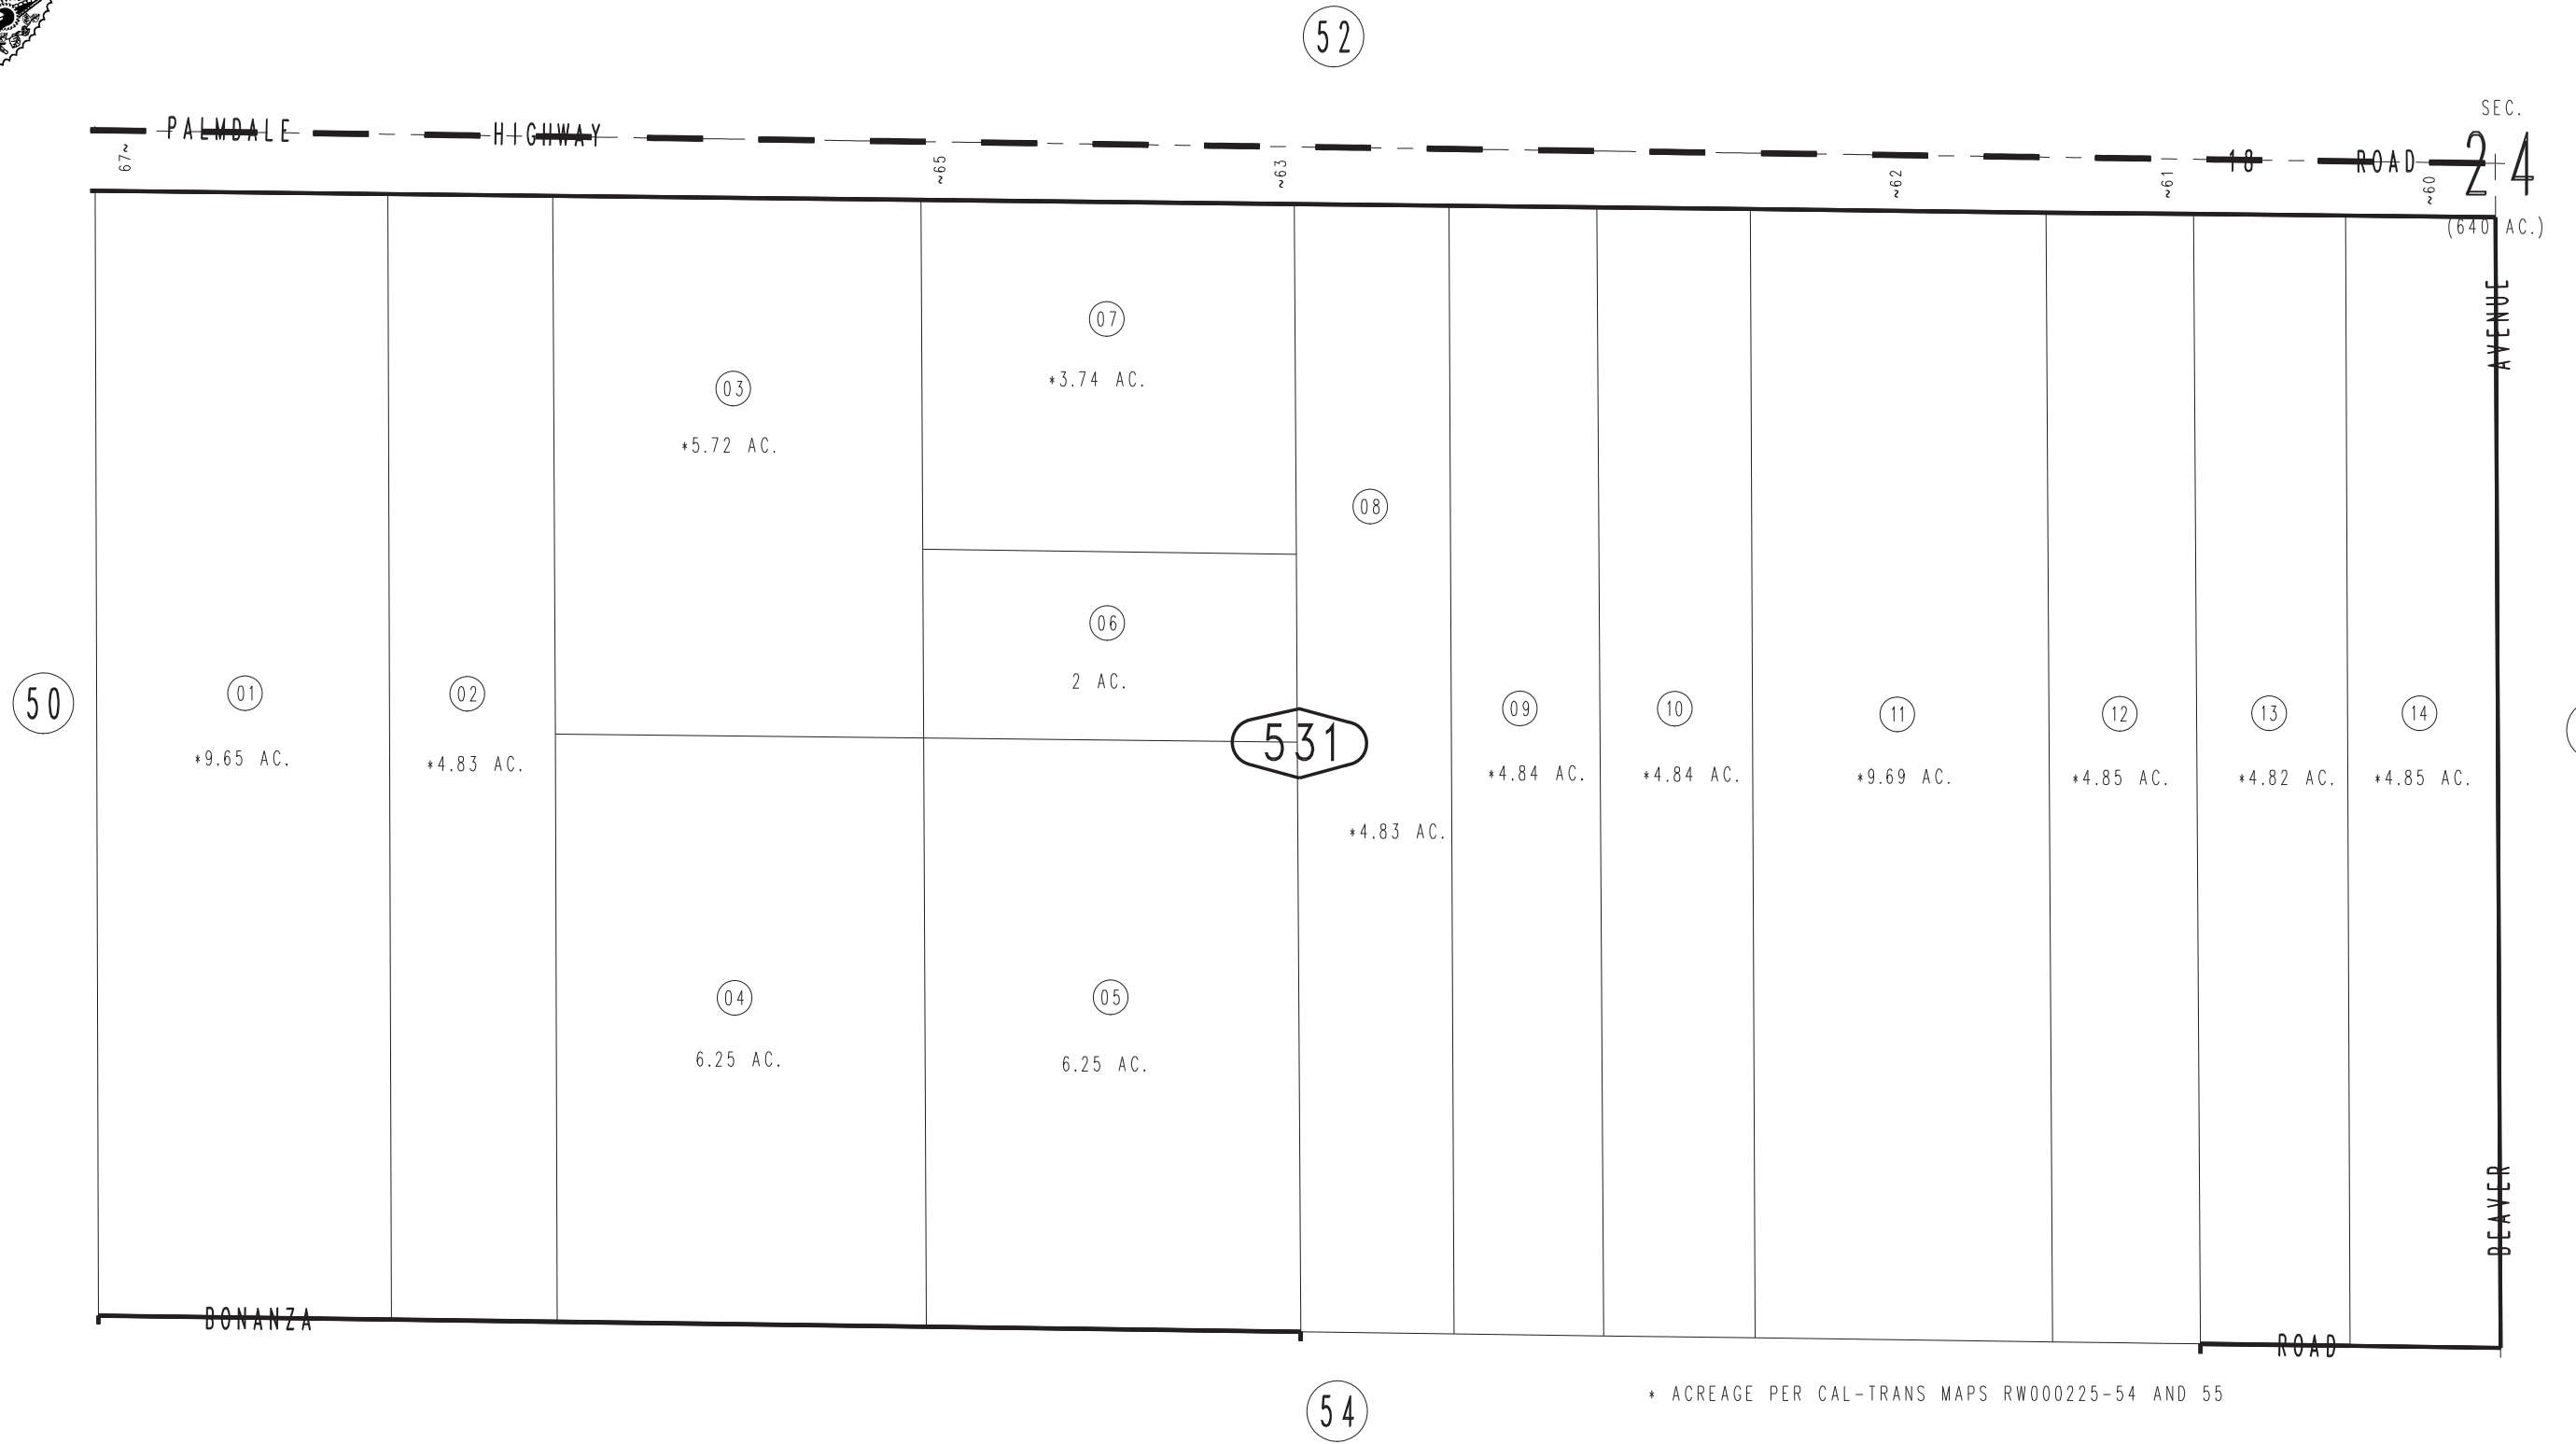 52
SEC.
PALMDALE HIGHWAY 18 ROAD
24
~67~
~65
~63
~62
~61
~60
(640 AC.)
AVENUE
07
*3.74 AC.
03
*5.72 AC.
08
06
2 AC.
50
01
*9.65 AC.
02
*4.83 AC.
531
09
*4.84 AC.
10
*4.84 AC.
11
*9.69 AC.
12
*4.85 AC.
13
*4.82 AC.
14
*4.85 AC.
*4.83 AC.
04
6.25 AC.
05
6.25 AC.
BEAVER
BONANZA ROAD
54
* ACREAGE PER CAL-TRANS MAPS RW000225-54 AND 55